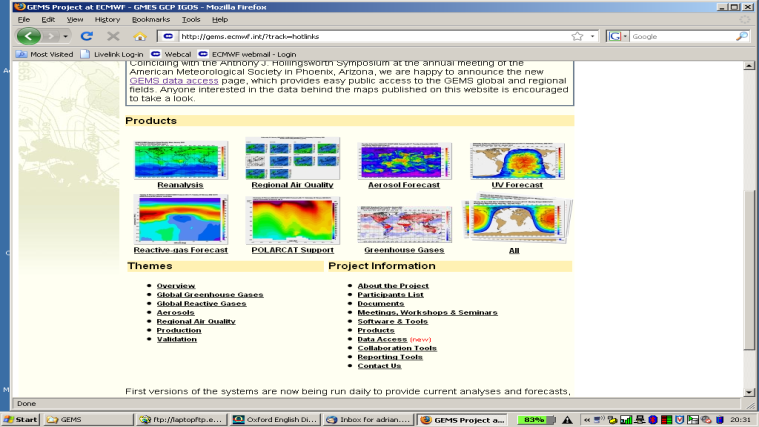 GEMS Project at ECMWF - GMES GCP IGOS - Mozilla Firefox
File Edit View History Bookmarks Tools Help
http://gems.ecmwf.int/?track=hotlinks
Google
Most Visited Livelink Log-in Webcal ECMWF webmail - Login
Coinciding with the Anthony J. Hollingsworth Symposium at the annual meeting of the
American Meteorological Society in Phoenix, Arizona, we are happy to announce the new
GEMS data access page, which provides easy public access to the GEMS global and regional
fields. Anyone interested in the data behind the maps published on this website is encouraged
to take a look.
Products
Reanalysis Regional Air Quality Aerosol Forecast UV Forecast
Reactive-gas Forecast POLARCAT Support Greenhouse Gases All
Themes
Overview
Global Greenhouse Gases
Global Reactive Gases
Aerosols
Regional Air Quality
Production
Validation
Project Information
About the Project
Participants List
Documents
Meetings, Workshops & Seminars
Software & Tools
Products
Data Access (new)
Collaboration Tools
Reporting Tools
Contact Us
First versions of the systems are now being run daily to provide current analyses and forecasts,
Done
Start GEMS ftp://laptopftp.e... Oxford English Di... Inbox for adrian.... GEMS Project a... 83% 20:31